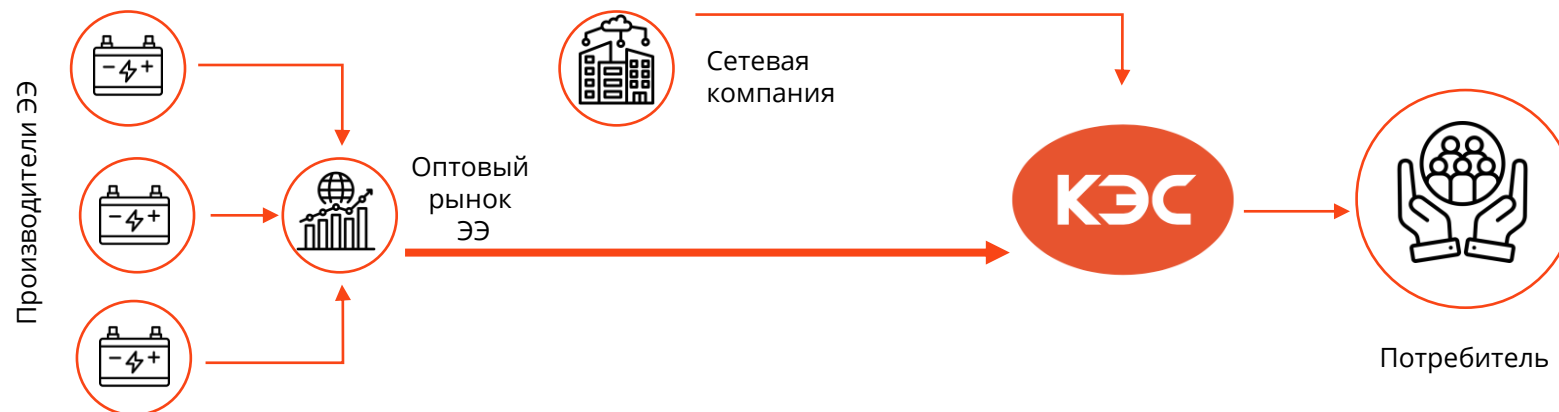 Производители ЭЭ
Оптовый
рынок
ЭЭ
Сетевая
компания
КЭС
Потребитель